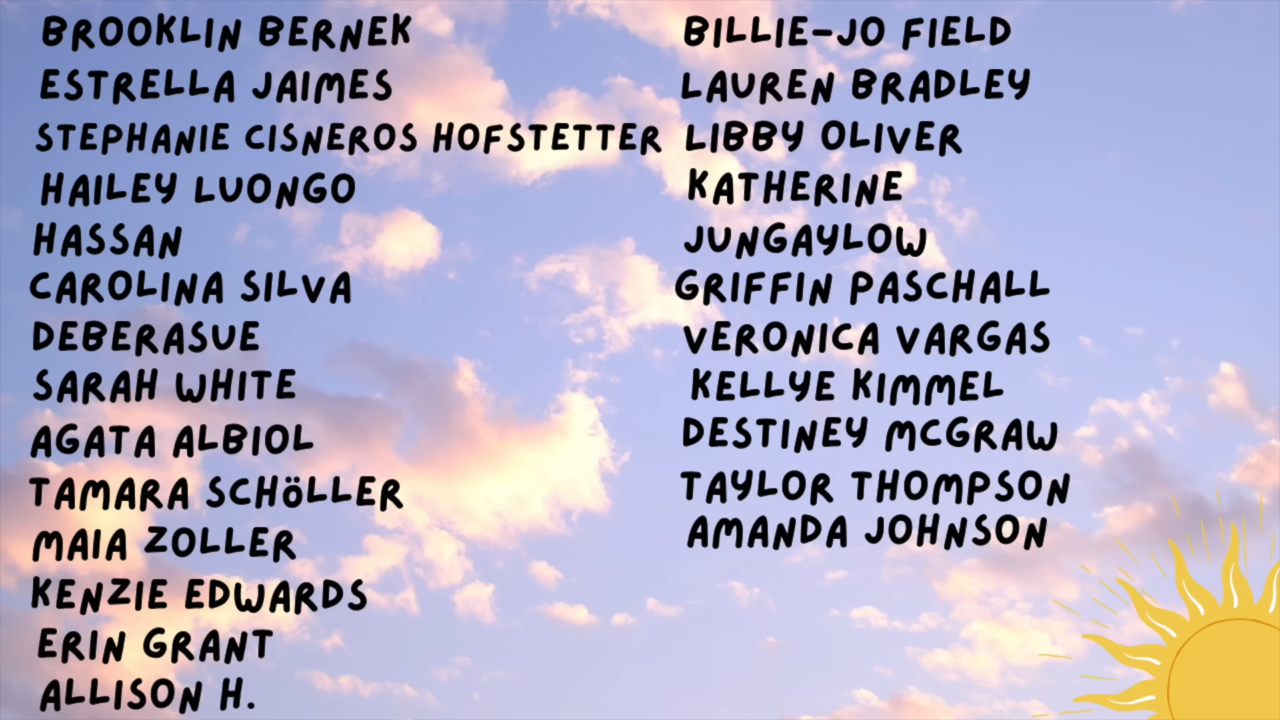 BROOKLIN BERNEK
ESTRELLA JAIMES
STEPHANIE CISNEROS HOFSTETTER
HAILEY LUONGO
HASSAN
CAROLINA SILVA
DEBERASUE
SARAH WHITE
AGATA ALBIOL
TAMARA SCHÖLLER
MAIA ZOLLER
KENZIE EDWARDS
ERIN GRANT
ALLISON H.
BILLIE-JO FIELD
LAUREN BRADLEY
LIBBY OLIVER
KATHERINE
JUNGAYLOW
GRIFFIN PASCHALL
VERONICA VARGAS
KELLYE KIMMEL
DESTINEY MCGRAW
TAYLOR THOMPSON
AMANDA JOHNSON